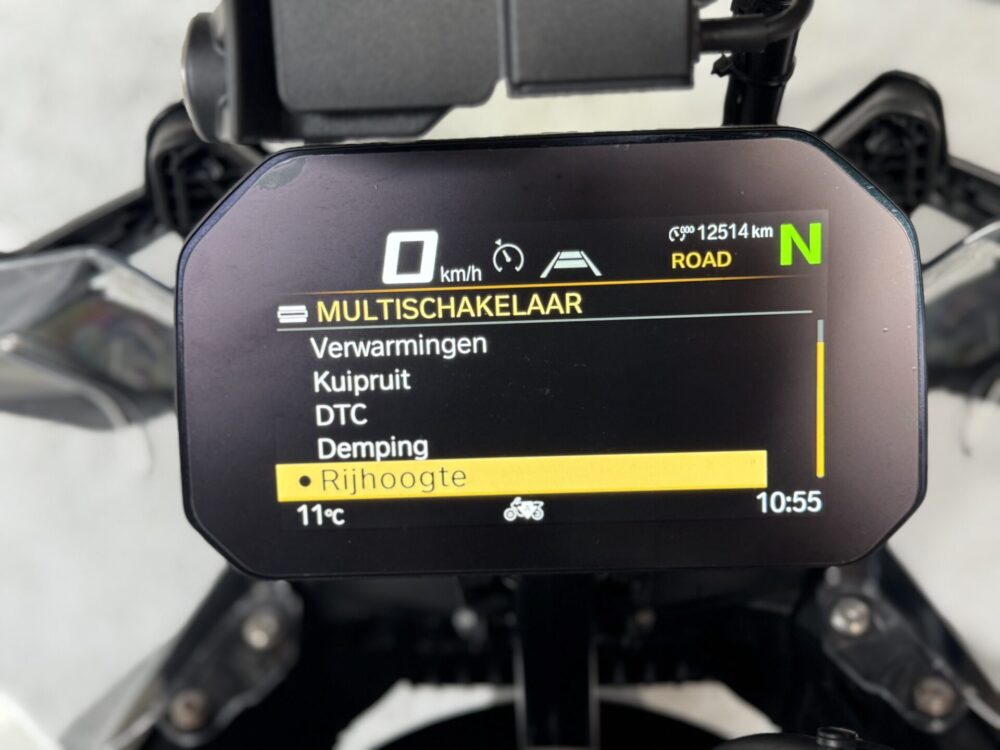 0 km/h
12514 km
ROAD
N
MULTISCHAKELAAR
Verwarmingen
Kuipruit
DTC
Demping
Rijhoogte
11°C
10:55